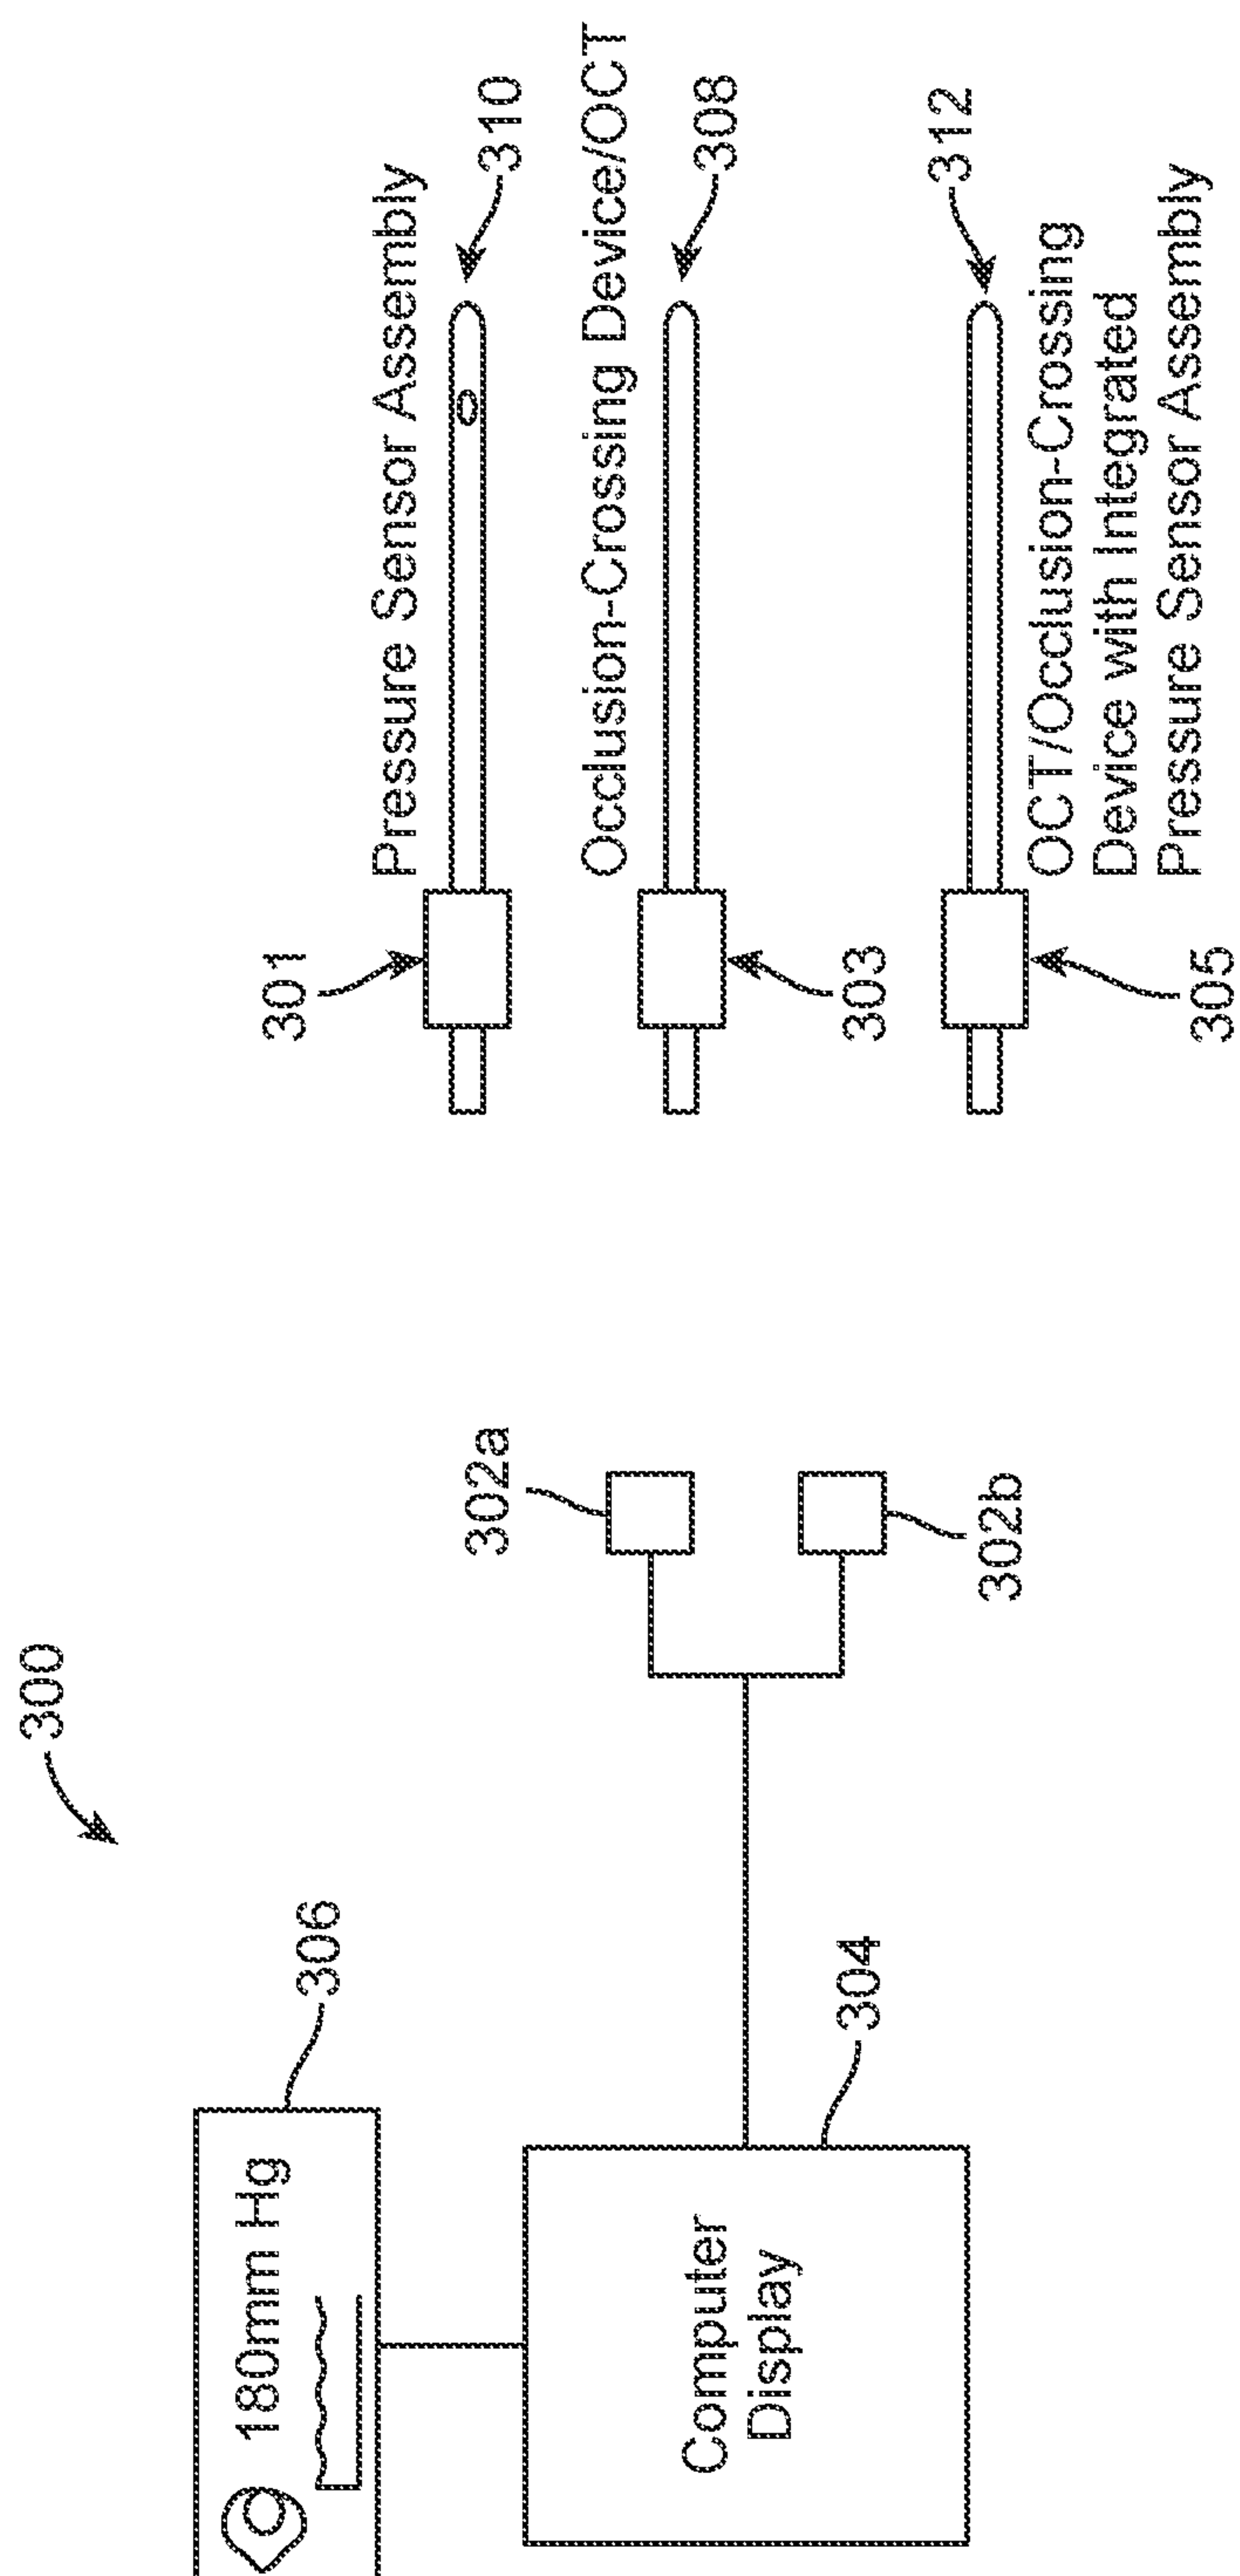 300
306
180mm Hg
Computer
Display
304
302a
302b
301
Pressure Sensor Assembly
310
Occlusion-Crossing Device/OCT
308
303
312
OCT/Occlusion-Crossing
Device with Integrated
Pressure Sensor Assembly
305